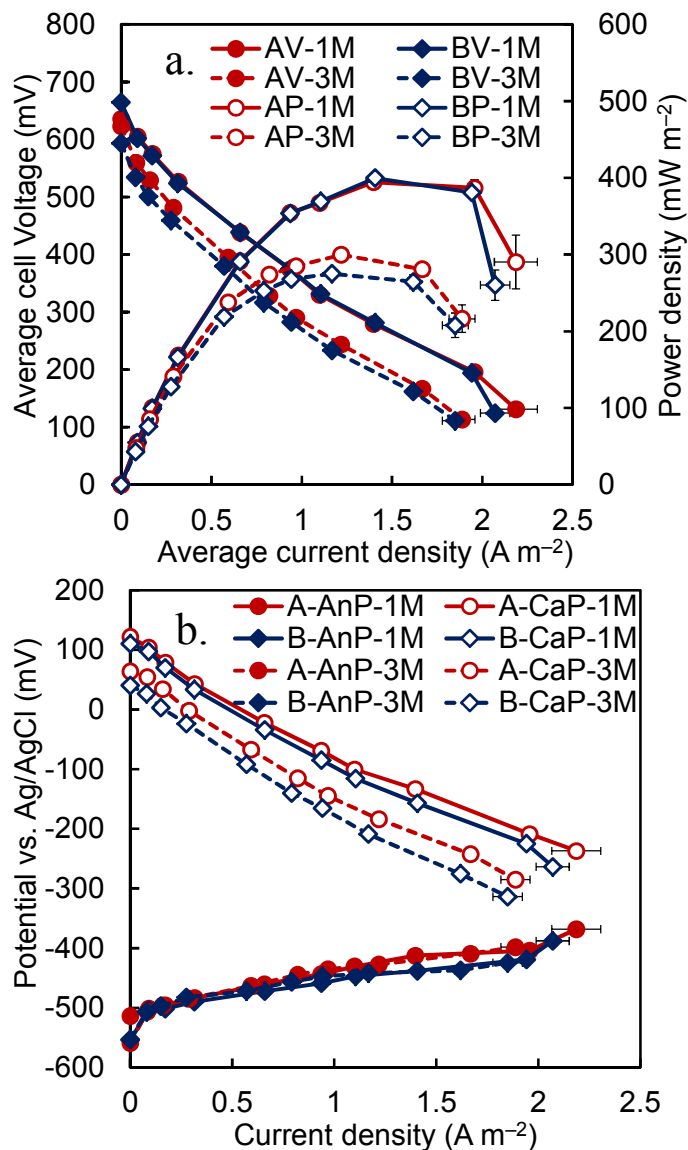 a.
AV-1M
BV-1M
AV-3M
BV-3M
AP-1M
BP-1M
AP-3M
BP-3M
Average cell Voltage (mV)
800
700
600
500
400
300
200
100
0
Power density (mW m⁻²)
600
500
400
300
200
100
0
0 0.5 1 1.5 2 2.5
Average current density (A m⁻²)
b.
A-AnP-1M
A-CaP-1M
B-AnP-1M
B-CaP-1M
A-AnP-3M
A-CaP-3M
B-AnP-3M
B-CaP-3M
Potential vs. Ag/AgCl (mV)
200
100
0
-100
-200
-300
-400
-500
-600
0 0.5 1 1.5 2 2.5
Current density (A m⁻²)